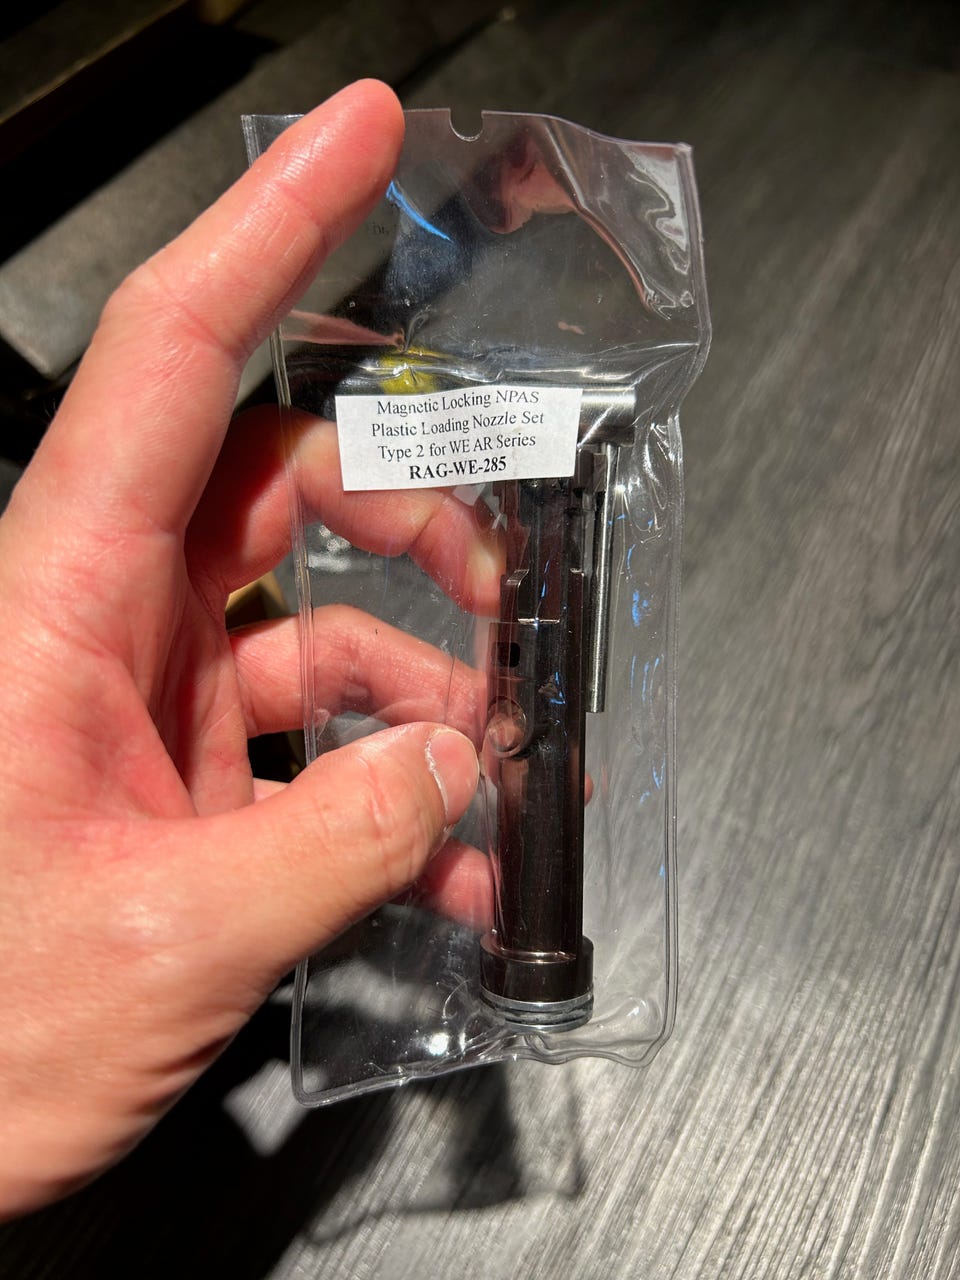 Magnetic Locking NPAS
Plastic Loading Nozzle Set
Type 2 for WE AR Series
RAG-WE-285